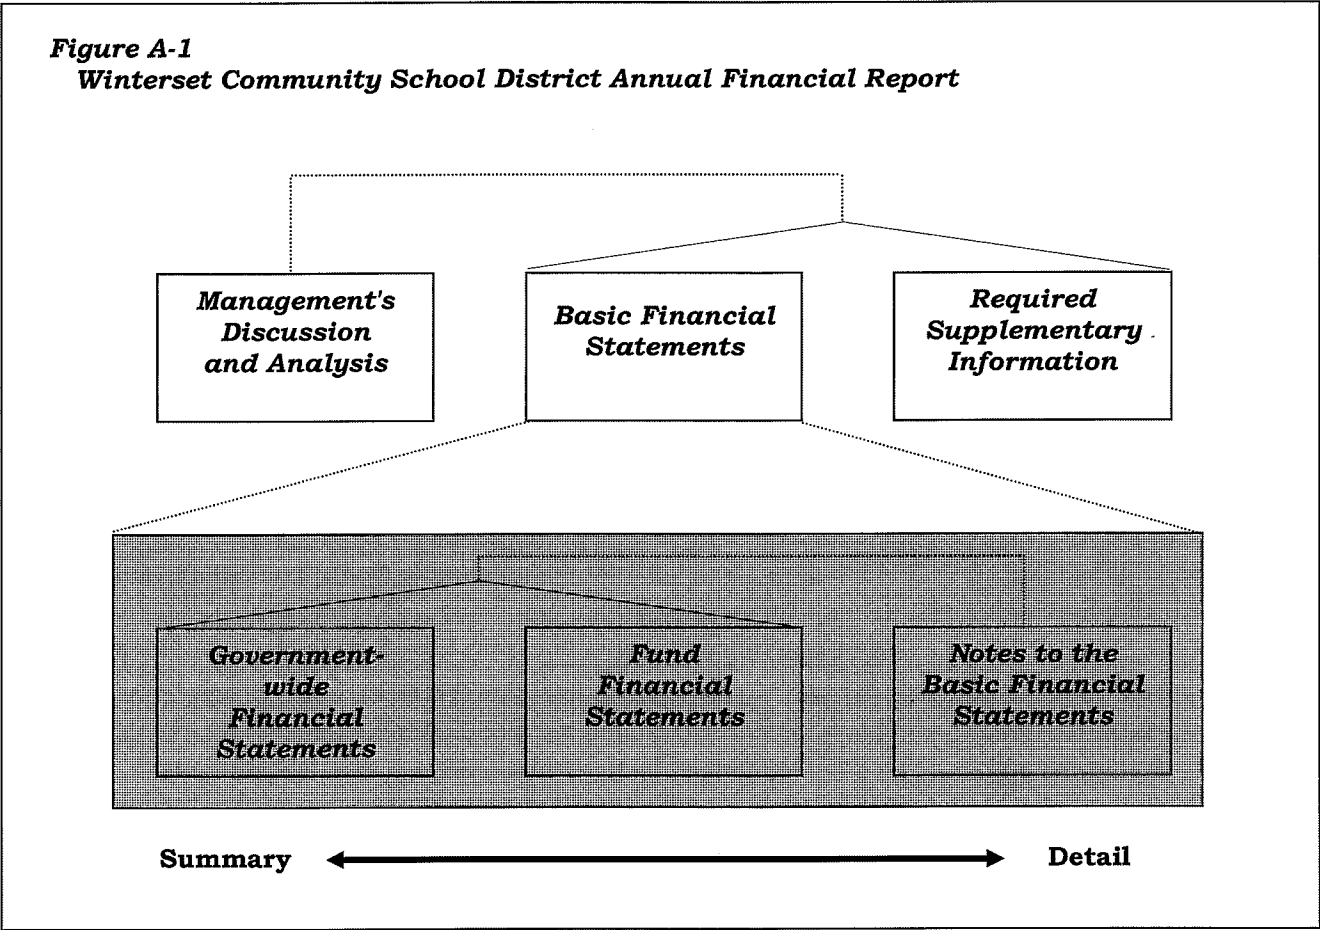 Figure A-1
Winterset Community School District Annual Financial Report
Management's
Discussion
and Analysis
Basic Financial
Statements
Required
Supplementary
Information
Government-
wide
Financial
Statements
Fund
Financial
Statements
Notes to the
Basic Financial
Statements
Summary
Detail